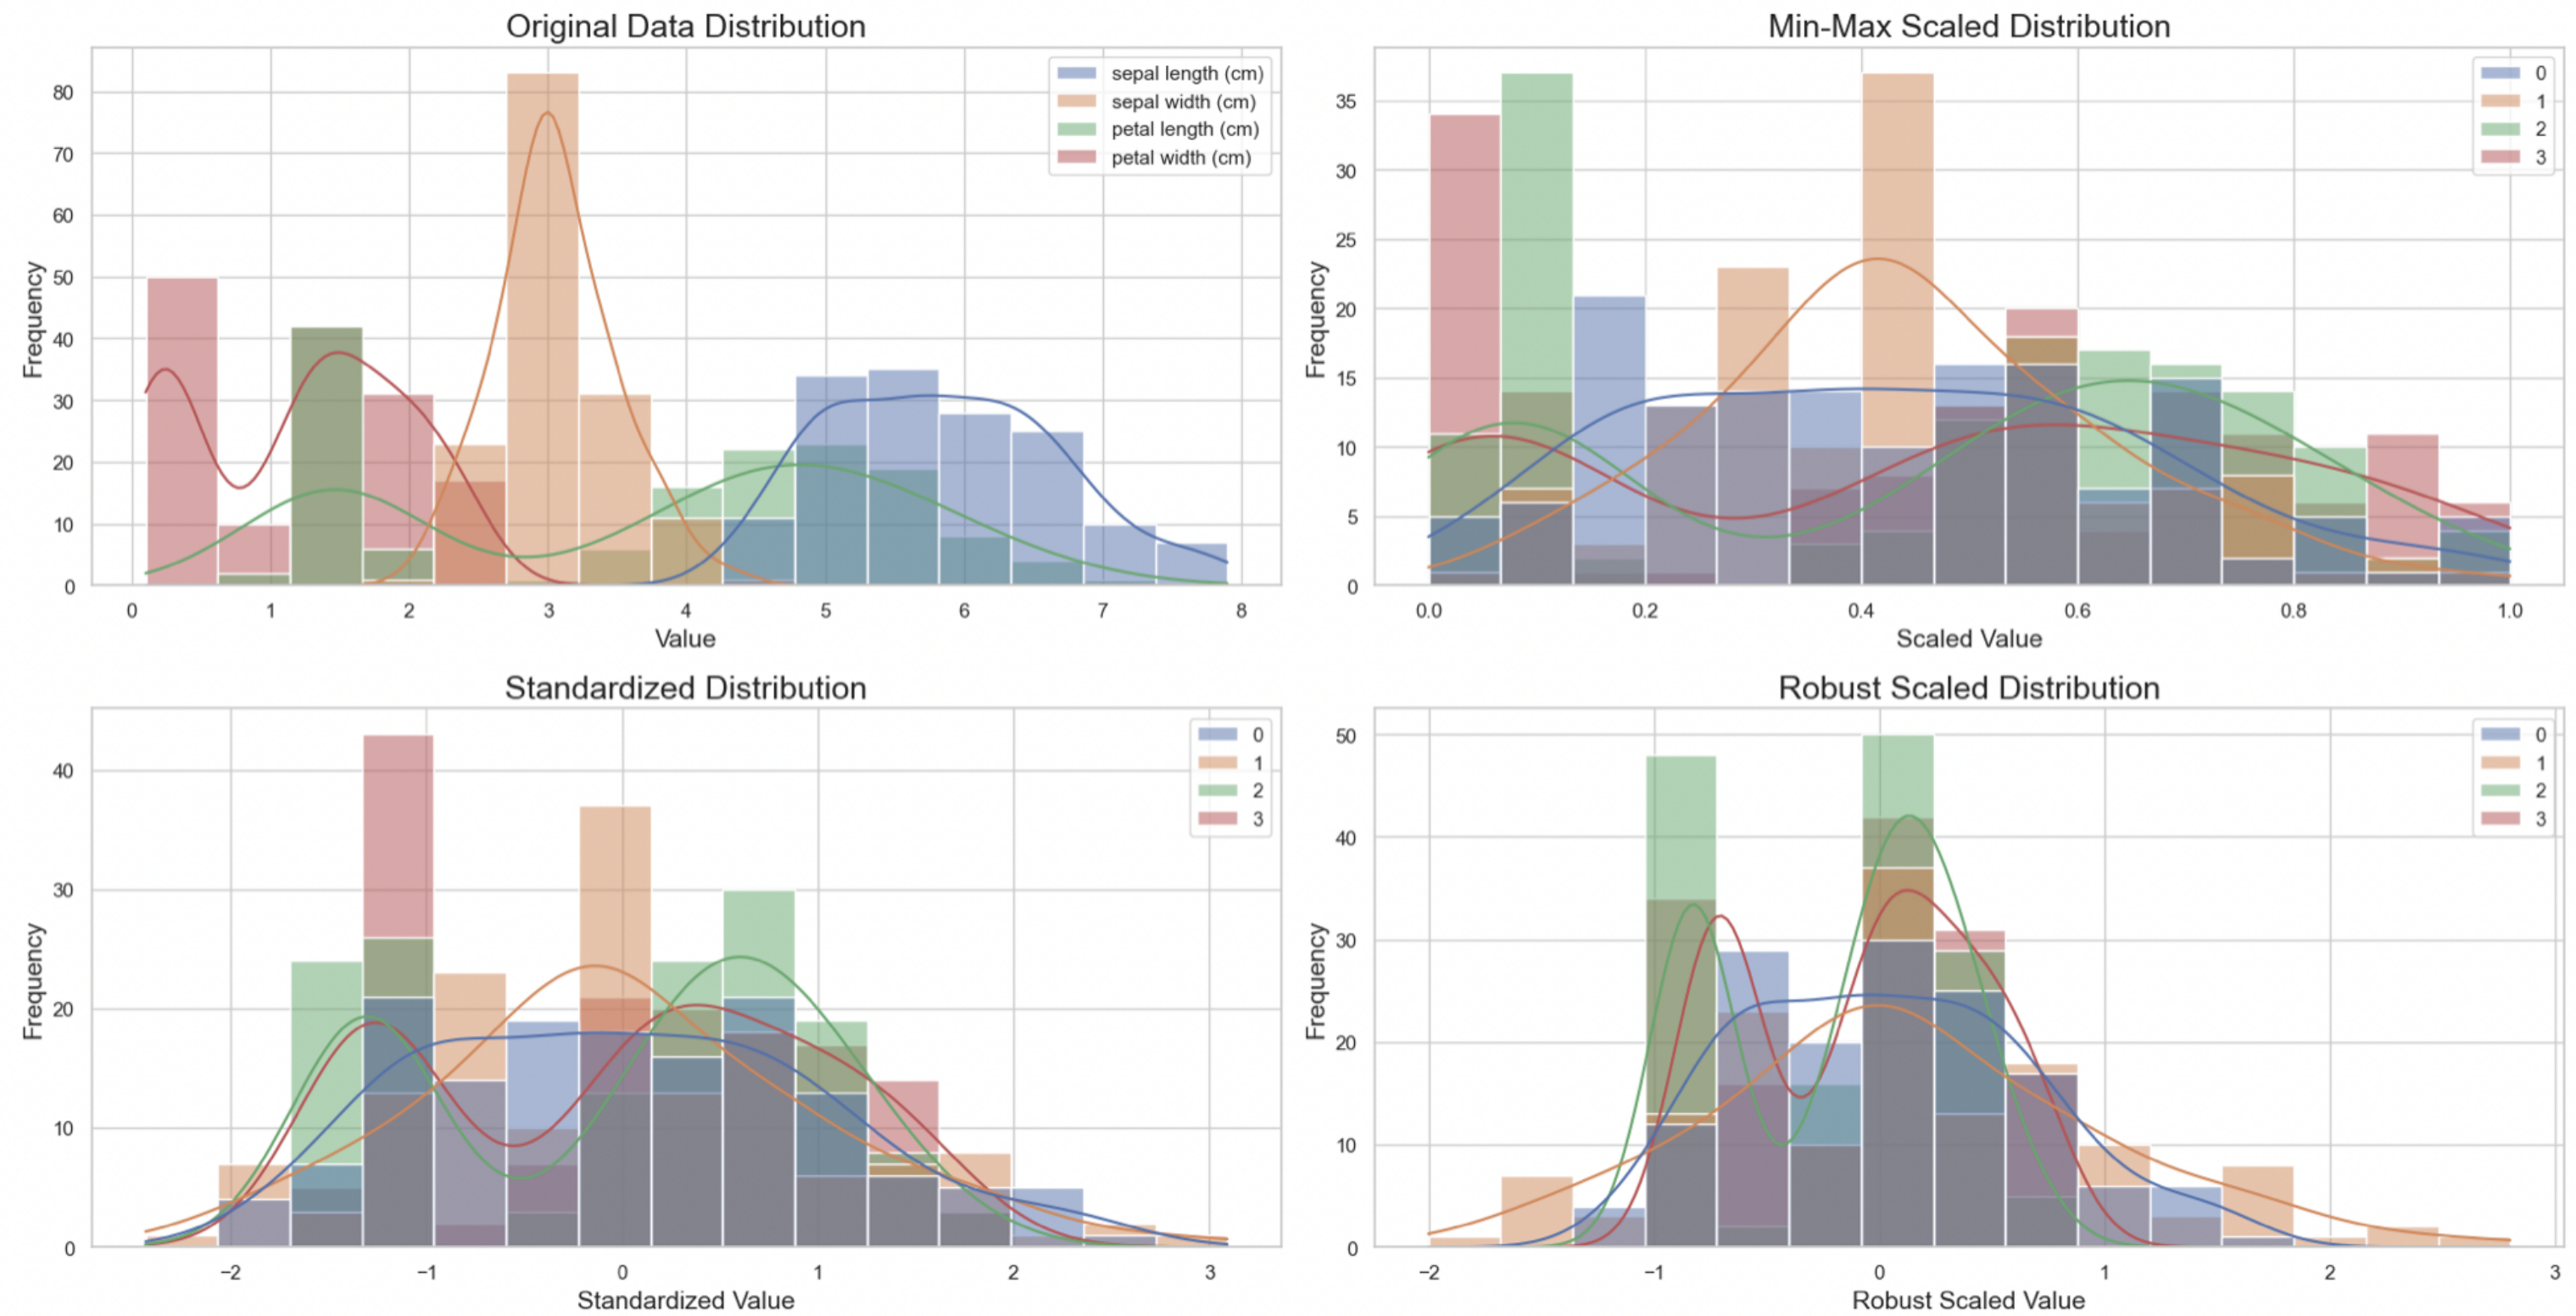 Original Data Distribution
Frequency
80
70
60
50
40
30
20
10
0
0 1 2 3 4 5 6 7 8
Value
sepal length (cm)
sepal width (cm)
petal length (cm)
petal width (cm)
Min-Max Scaled Distribution
Frequency
35
30
25
20
15
10
5
0
0.0 0.2 0.4 0.6 0.8 1.0
Scaled Value
0
1
2
3
Standardized Distribution
Frequency
40
30
20
10
0
−2 −1 0 1 2 3
Standardized Value
0
1
2
3
Robust Scaled Distribution
Frequency
50
40
30
20
10
0
−2 −1 0 1 2 3
Robust Scaled Value
0
1
2
3